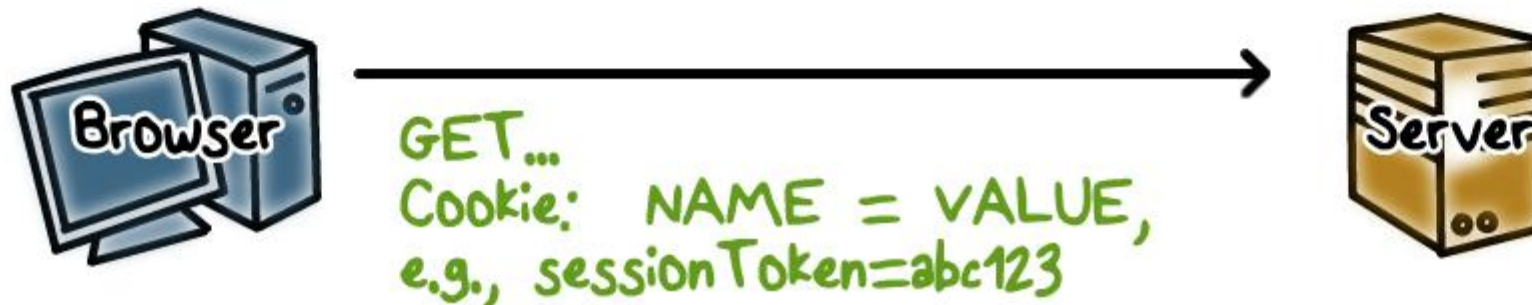 Browser
Server
GET...
Cookie: NAME = VALUE,
e.g., sessionToken=abc123